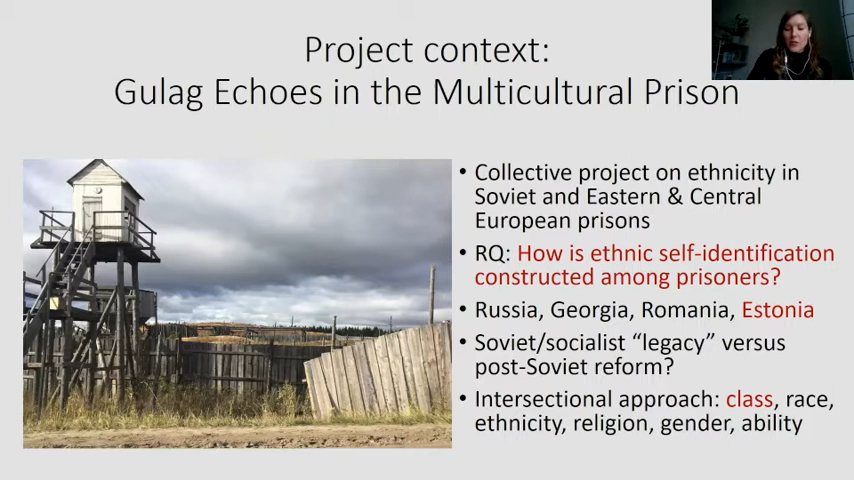 Project context:
Gulag Echoes in the Multicultural Prison
• Collective project on ethnicity in
Soviet and Eastern & Central
European prisons
• RQ: How is ethnic self-identification
constructed among prisoners?
• Russia, Georgia, Romania, Estonia
• Soviet/socialist “legacy” versus
post-Soviet reform?
• Intersectional approach: class, race,
ethnicity, religion, gender, ability